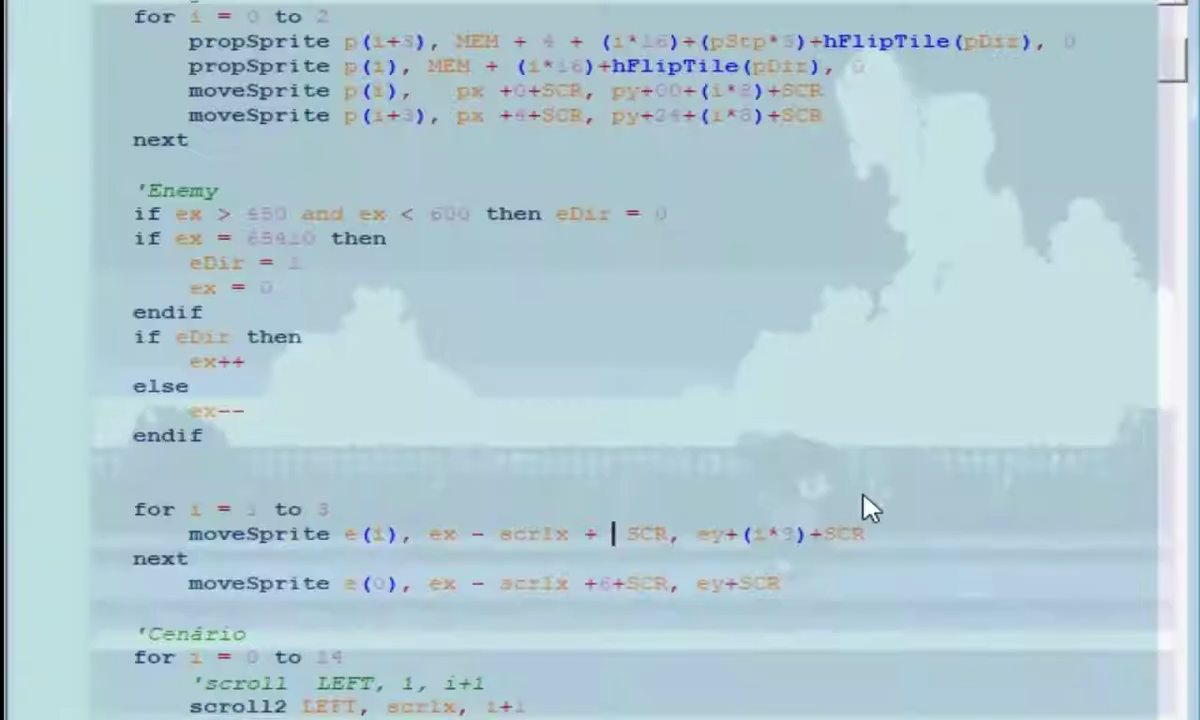 for i = 0 to 2
propSprite p(i+3), MEM + 4 + (i*16)+(pStp*3)+hFlipTile(pDir), 0
propSprite p(i), MEM + (i*16)+hFlipTile(pDir), 0
moveSprite p(i), px +0+SCR, py+00+(i*8)+SCR
moveSprite p(i+3), px +8+SCR, py+24+(i*8)+SCR
next
'Enemy
if ex > and ex < 600 then eDir = 0
if ex = then
eDir = 1
ex = 0
endif
if eDir then
ex++
else
ex--
endif
for i = 1 to 3
moveSprite e(i), ex - scrlx + SCR, ey+(i*8)+SCR
next
moveSprite e(0), ex - scrlx +6+SCR, ey+SCR
'Cenário
for i = 0 to 14
'scroll LEFT, 1, i+1
scroll2 LEFT, scrlx, i+1